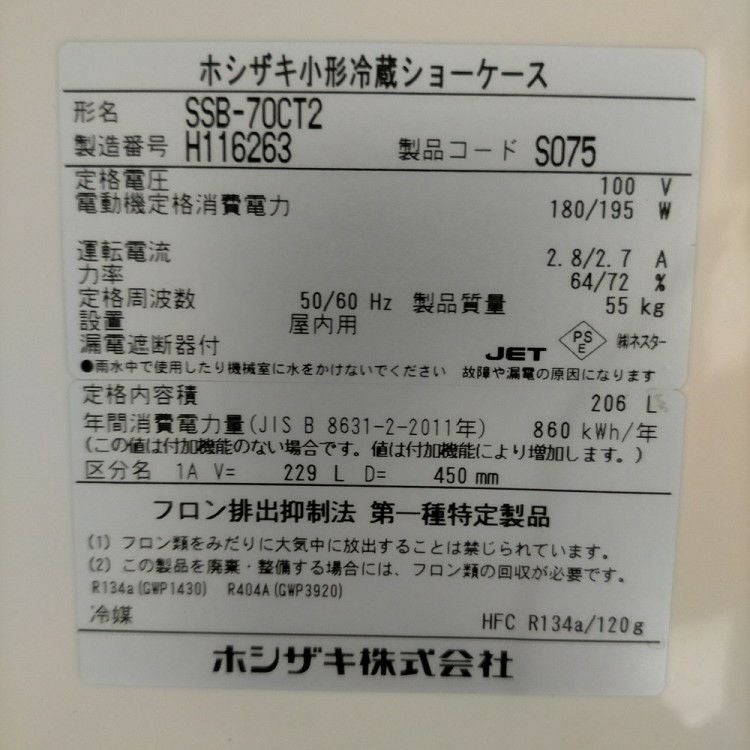 ホシザキ小形冷蔵ショーケース
形名 SSB-70CT2
製造番号 H116263 製品コード S075
定格電圧 100 V
電動機定格消費電力 180/195 W
運転電流 2.8/2.7 A
力率 64/72 %
定格周波数 50/60 Hz 製品質量 55 kg
設置 屋内用
漏電遮断器付 JET PS E ㈱ネスター
●雨水中で使用したり機械室に水をかけないでください 故障や漏電の原因になります
定格内容積 206 L
年間消費電力量(JIS B 8631-2-2011年) 860 kWh/年
(この値は付加機能のない場合です。値は付加機能により増加します。)
区分名 1A V= 229 L D= 450 mm
フロン排出抑制法 第一種特定製品
(1) フロン類をみだりに大気中に放出することは禁じられています。
(2) この製品を廃棄・整備する場合には、フロン類の回収が必要です。
R134a(GWP1430) R404A(GWP3920)
冷媒 HFC R134a/120g
ホシザキ株式会社